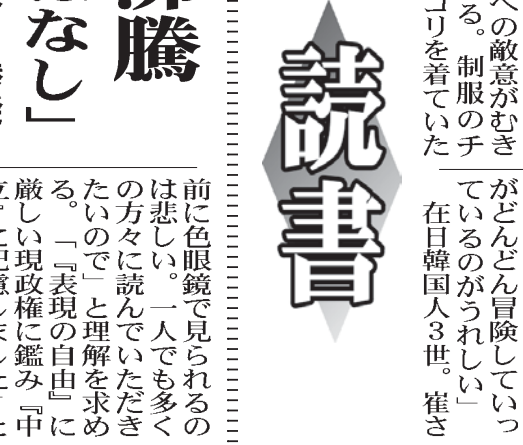 への敵意がむき
る。制服のチ
ゴリを着ていた
がどんどん冒険していっ
ているのがうれしい」
在日韓国人3世。崔さ
読書
沸騰
なし」
前に色眼鏡で見られるの
は悲しい。一人でも多く
の方々に読んでいただき
たいので」と理解を求め
る。「『表現の自由』に
厳しい現政権に鑑み『中